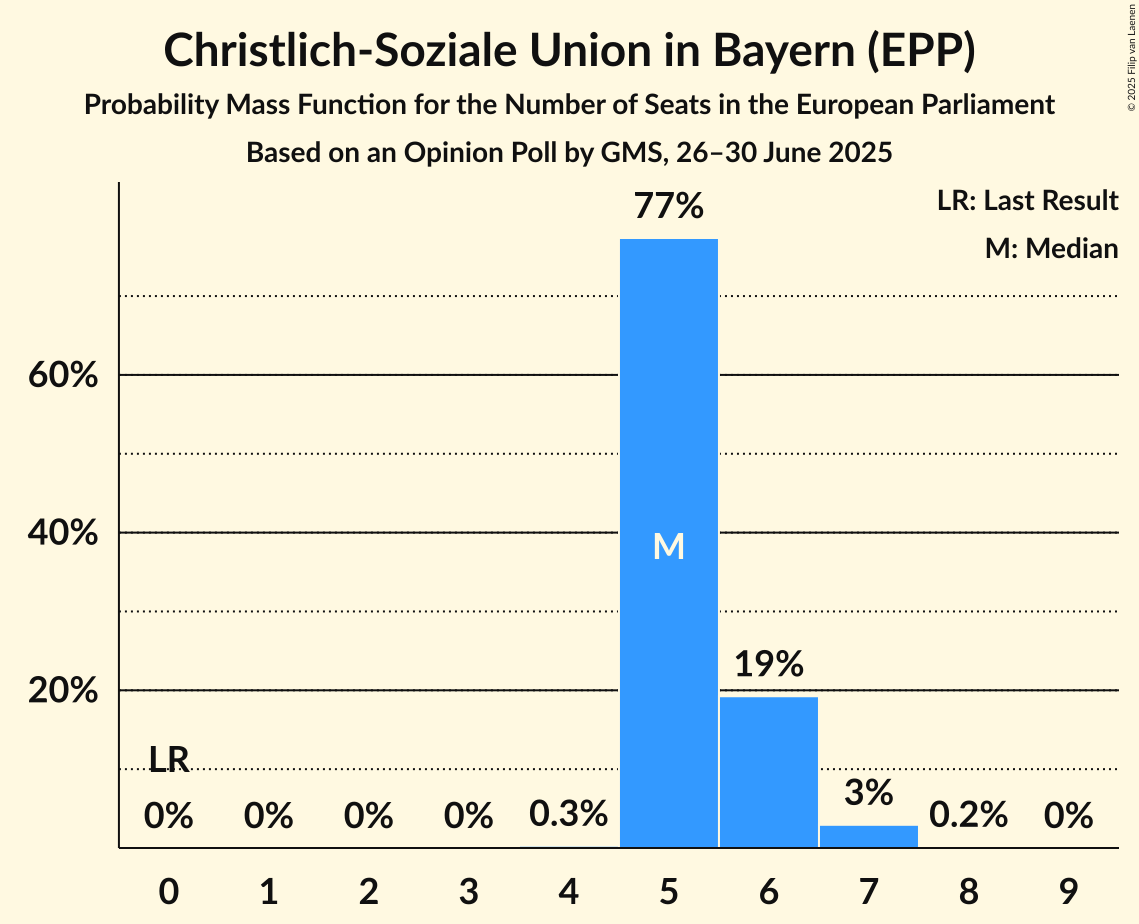 Christlich-Soziale Union in Bayern (EPP)
Probability Mass Function for the Number of Seats in the European Parliament
Based on an Opinion Poll by GMS, 26–30 June 2025
© 2025 Filip van Laenen
LR: Last Result
M: Median
77%
60%
40%
M
19%
20%
LR
0%
0%
0%
0%
0.3%
3%
0.2%
0%
0 1 2 3 4 5 6 7 8 9